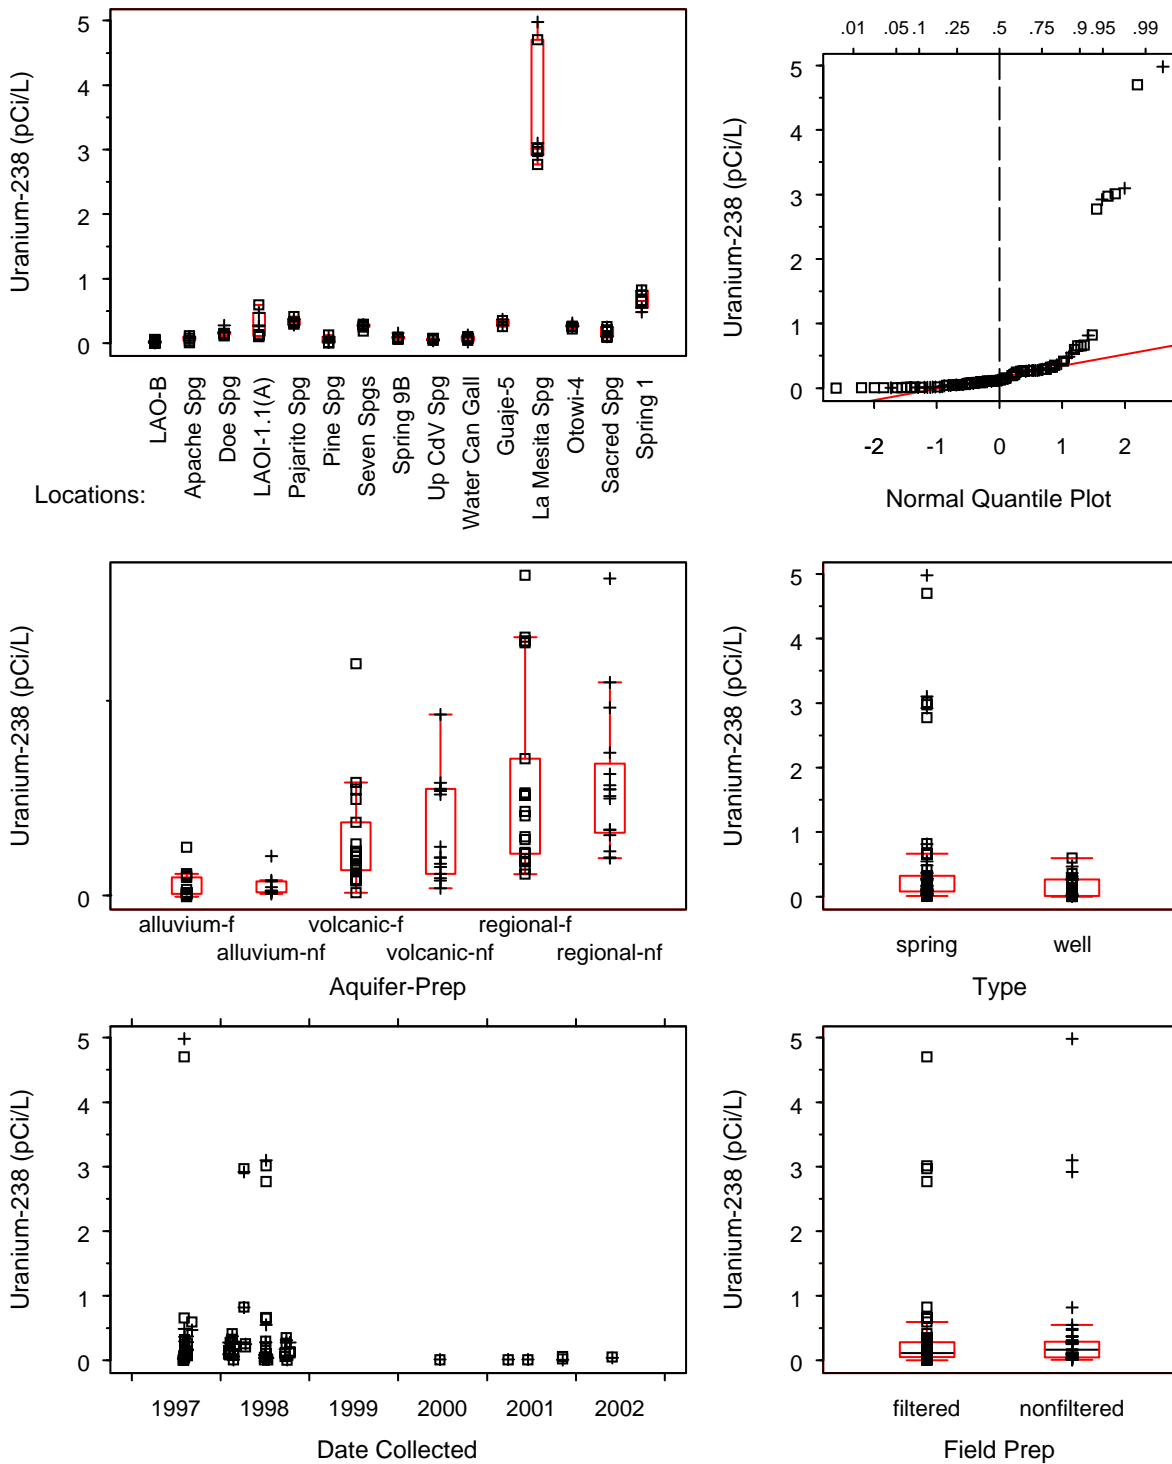 Uranium-238 (pCi/L)
5
4
3
2
1
0
LAO-B
Apache Spg
Doe Spg
LAOI-1.1(A)
Pajarito Spg
Pine Spg
Seven Spgs
Spring 9B
Up CdV Spg
Water Can Gall
Guaje-5
La Mesita Spg
Otowi-4
Sacred Spg
Spring 1
Locations:
.01 .05 .1 .25 .5 .75 .9 .95 .99
Uranium-238 (pCi/L)
5
4
3
2
1
0
-2 -1 0 1 2
Normal Quantile Plot
Uranium-238 (pCi/L)
0
alluvium-f volcanic-f regional-f
alluvium-nf volcanic-nf regional-nf
Aquifer-Prep
Uranium-238 (pCi/L)
5
4
3
2
1
0
spring well
Type
Uranium-238 (pCi/L)
5
4
3
2
1
0
1997 1998 1999 2000 2001 2002
Date Collected
Uranium-238 (pCi/L)
5
4
3
2
1
0
filtered nonfiltered
Field Prep